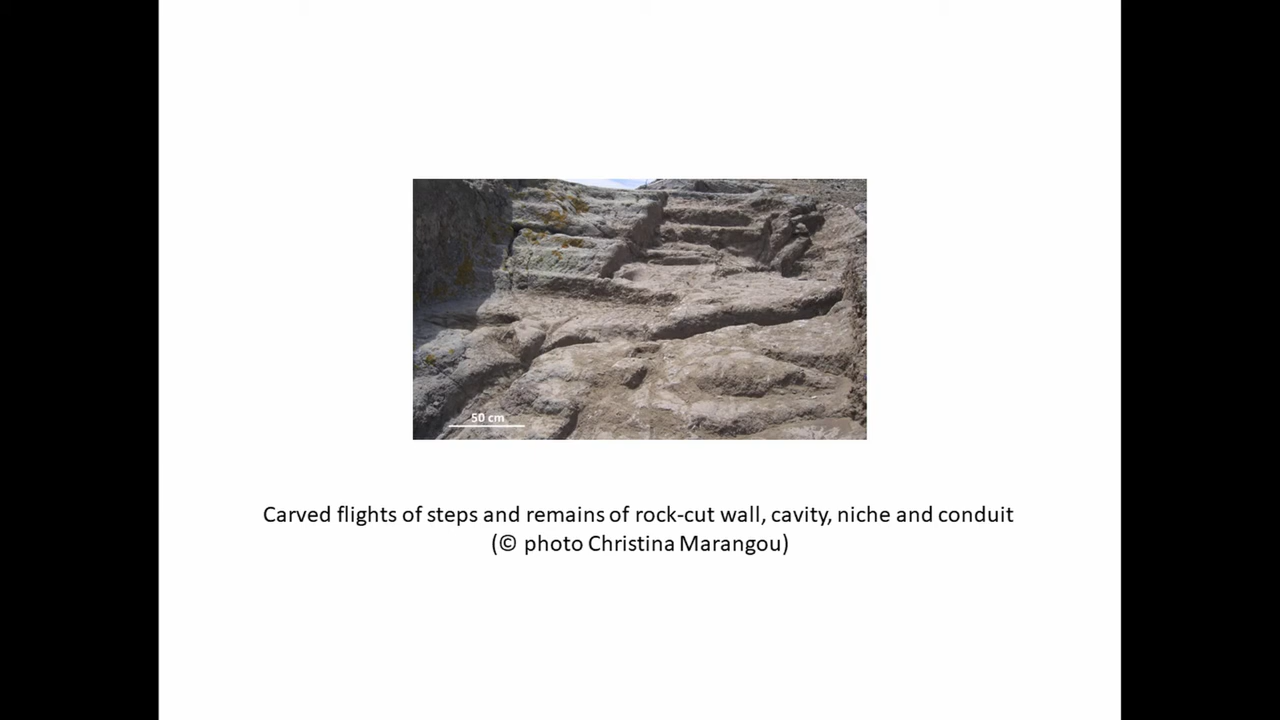 50 cm
Carved flights of steps and remains of rock-cut wall, cavity, niche and conduit
(© photo Christina Marangou)